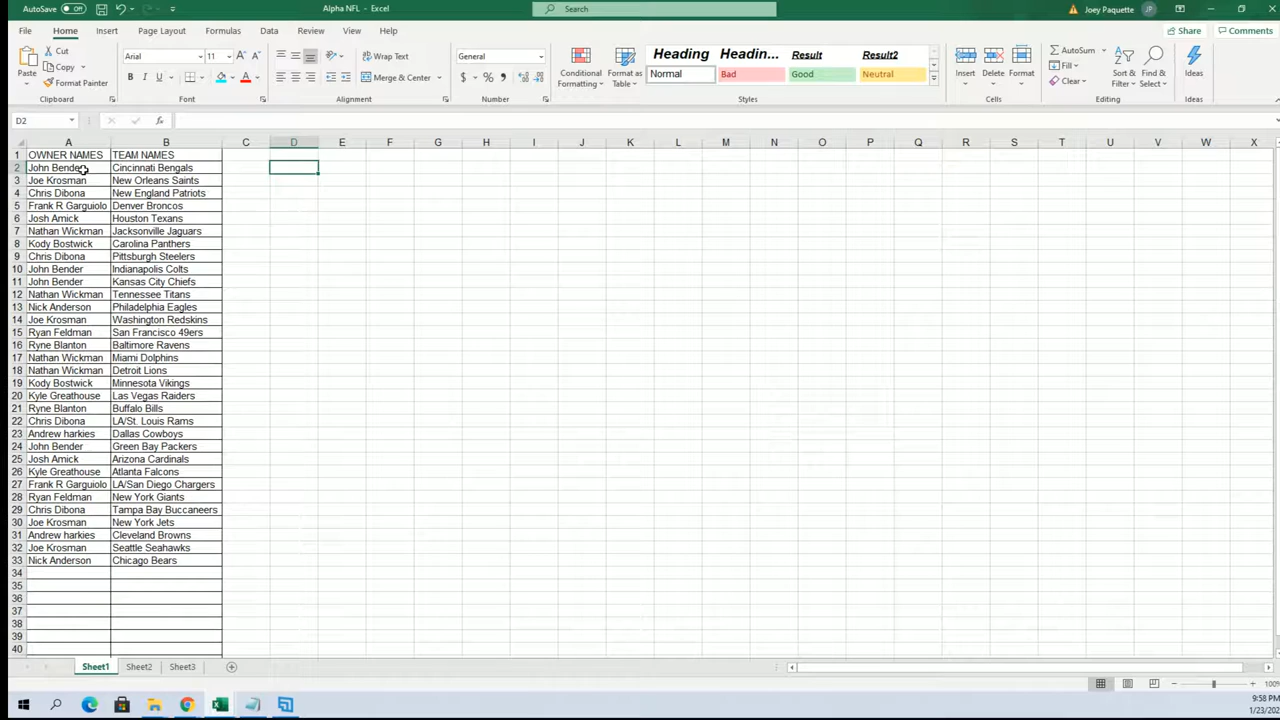 AutoSave Off Alpha NFL - Excel Search Joey Paquette JP
File Home Insert Page Layout Formulas Data Review View Help Share Comments
Paste Cut Copy Format Painter Clipboard
Arial 11 A A B I U A Font
ab Wrap Text Merge & Center Alignment
General $ % , Number
Conditional Formatting Format as Table Heading Headin... Result Result2 Normal Bad Good Neutral Styles
Insert Delete Format Cells
AutoSum Fill Clear Sort & Filter Find & Select Editing
Ideas Ideas
D2 fx
A B C D E F G H I J K L M N O P Q R S T U V W X
1 OWNER NAMES TEAM NAMES
2 John Bender Cincinnati Bengals
3 Joe Krosman New Orleans Saints
4 Chris Dibona New England Patriots
5 Frank R Garguiolo Denver Broncos
6 Josh Amick Houston Texans
7 Nathan Wickman Jacksonville Jaguars
8 Kody Bostwick Carolina Panthers
9 Chris Dibona Pittsburgh Steelers
10 John Bender Indianapolis Colts
11 John Bender Kansas City Chiefs
12 Nathan Wickman Tennessee Titans
13 Nick Anderson Philadelphia Eagles
14 Joe Krosman Washington Redskins
15 Ryan Feldman San Francisco 49ers
16 Ryne Blanton Baltimore Ravens
17 Nathan Wickman Miami Dolphins
18 Nathan Wickman Detroit Lions
19 Kody Bostwick Minnesota Vikings
20 Kyle Greathouse Las Vegas Raiders
21 Ryne Blanton Buffalo Bills
22 Chris Dibona LA/St. Louis Rams
23 Andrew harkies Dallas Cowboys
24 John Bender Green Bay Packers
25 Josh Amick Arizona Cardinals
26 Kyle Greathouse Atlanta Falcons
27 Frank R Garguiolo LA/San Diego Chargers
28 Ryan Feldman New York Giants
29 Chris Dibona Tampa Bay Buccaneers
30 Joe Krosman New York Jets
31 Andrew harkies Cleveland Browns
32 Joe Krosman Seattle Seahawks
33 Nick Anderson Chicago Bears
34
35
36
37
38
39
40
Sheet1 Sheet2 Sheet3
100%
9:58 PM
1/23/202